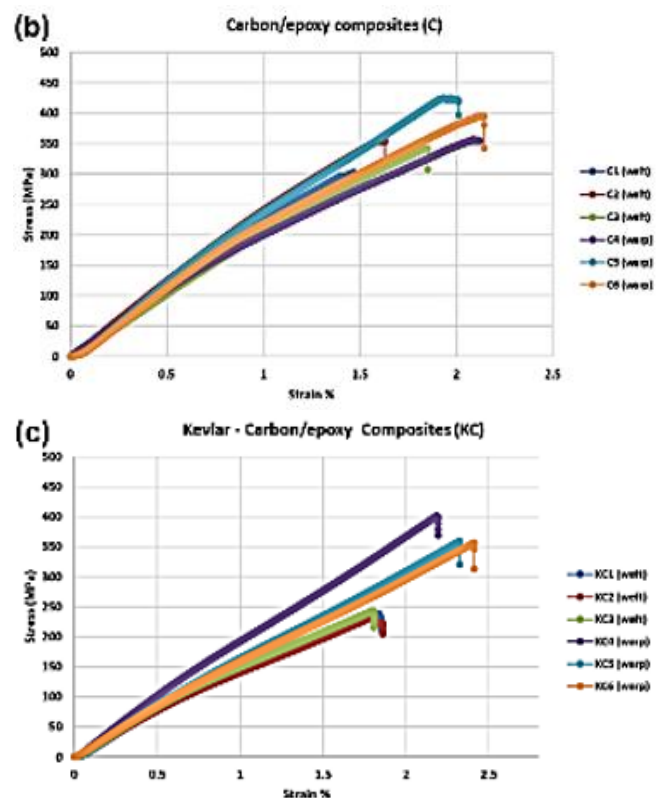 (b)
Carbon/epoxy composites (C)
500
450
400
350
300
250
200
150
100
50
0
Stress (MPa)
0
0.5
1
1.5
2
2.5
Strain %
C1 (weft)
C2 (weft)
C3 (weft)
C4 (warp)
C5 (warp)
C6 (warp)
(c)
Kevlar - Carbon/epoxy Composites (KC)
500
450
400
350
300
250
200
150
100
50
0
Stress (MPa)
0
0.5
1
1.5
2
2.5
Strain %
KC1 (weft)
KC2 (weft)
KC3 (weft)
KC4 (warp)
KC5 (warp)
KC6 (warp)